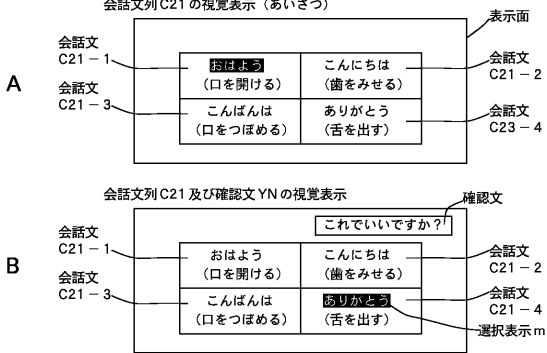 会話文列C21の視覚表示（あいさつ）
表示面
会話文
C21－1
おはよう
（口を開ける）
こんにちは
（歯をみせる）
会話文
C21－2
A
会話文
C21－3
こんばんは
（口をつぼめる）
ありがとう
（舌を出す）
会話文
C23－4
会話文列C21及び確認文YNの視覚表示
確認文
これでいいですか？
会話文
C21－1
おはよう
（口を開ける）
こんにちは
（歯をみせる）
会話文
C21－2
B
会話文
C21－3
こんばんは
（口をつぼめる）
ありがとう
（舌を出す）
会話文
C21－4
選択表示m